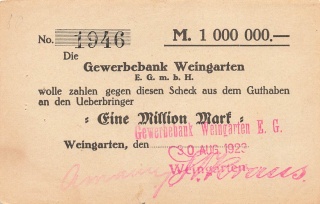 No. 1946 M. 1 000 000.—
Die
Gewerbebank Weingarten
E. G. m. b. H.
wolle zahlen gegen diesen Scheck aus dem Guthaben
an den Ueberbringer
Eine Million Mark
Gewerbebank Weingarten E. G.
Weingarten, den 30 AUG. 1923
Weingarten